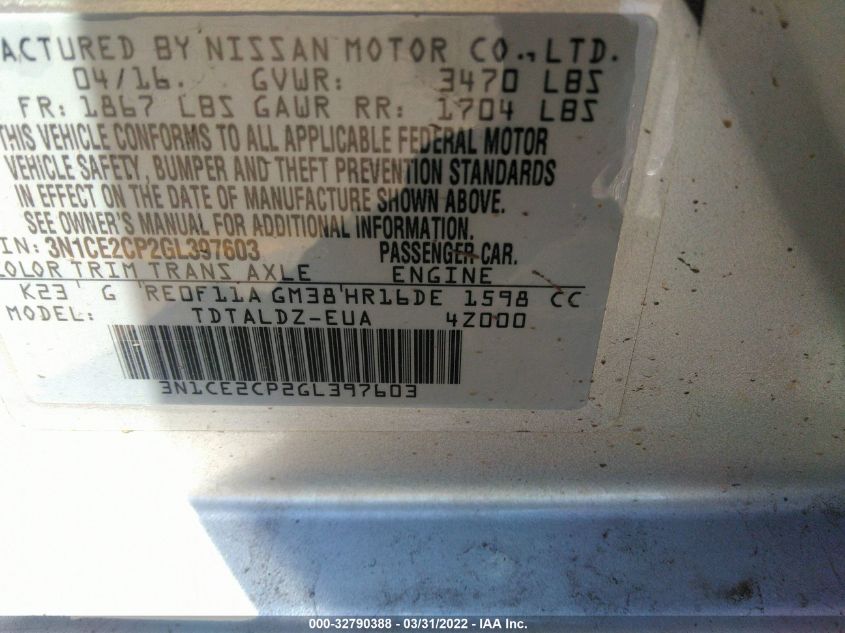 ACTURED BY NISSAN MOTOR CO., LTD.
04/16. GVWR: 3470 LBS
FR: 1867 LBS GAWR RR: 1704 LBS
THIS VEHICLE CONFORMS TO ALL APPLICABLE FEDERAL MOTOR
VEHICLE SAFETY, BUMPER AND THEFT PREVENTION STANDARDS
IN EFFECT ON THE DATE OF MANUFACTURE SHOWN ABOVE.
SEE OWNER'S MANUAL FOR ADDITIONAL INFORMATION.
IN: 3N1CE2CP2GL397603 PASSENGER CAR.
OLOR TRIM TRANS AXLE ENGINE
K23 G RE0F11A GM38 HR16DE 1598 CC
MODEL: TDTALDZ-EUA 4Z000
3N1CE2CP2GL397603
000-32790388 - 03/31/2022 - IAA Inc.